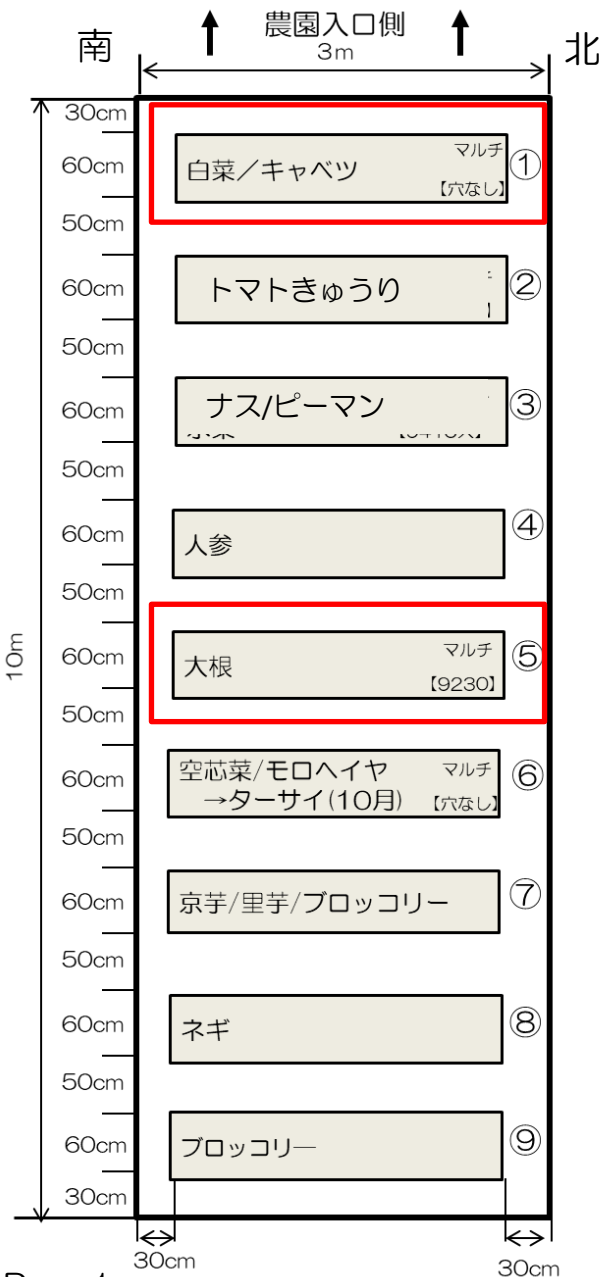 農園入口側
南
北
3m
30cm
60cm
白菜/キャベツ
マルチ
【穴なし】
①
50cm
60cm
トマトきゅうり
②
50cm
60cm
ナス/ピーマン
③
50cm
60cm
人参
④
50cm
10m
60cm
大根
マルチ
【9230】
⑤
50cm
60cm
空芯菜/モロヘイヤ
マルチ
→ターサイ(10月)
【穴なし】
⑥
50cm
60cm
京芋/里芋/ブロッコリー
⑦
50cm
60cm
ネギ
⑧
50cm
60cm
ブロッコリ―
⑨
30cm
30cm
30cm